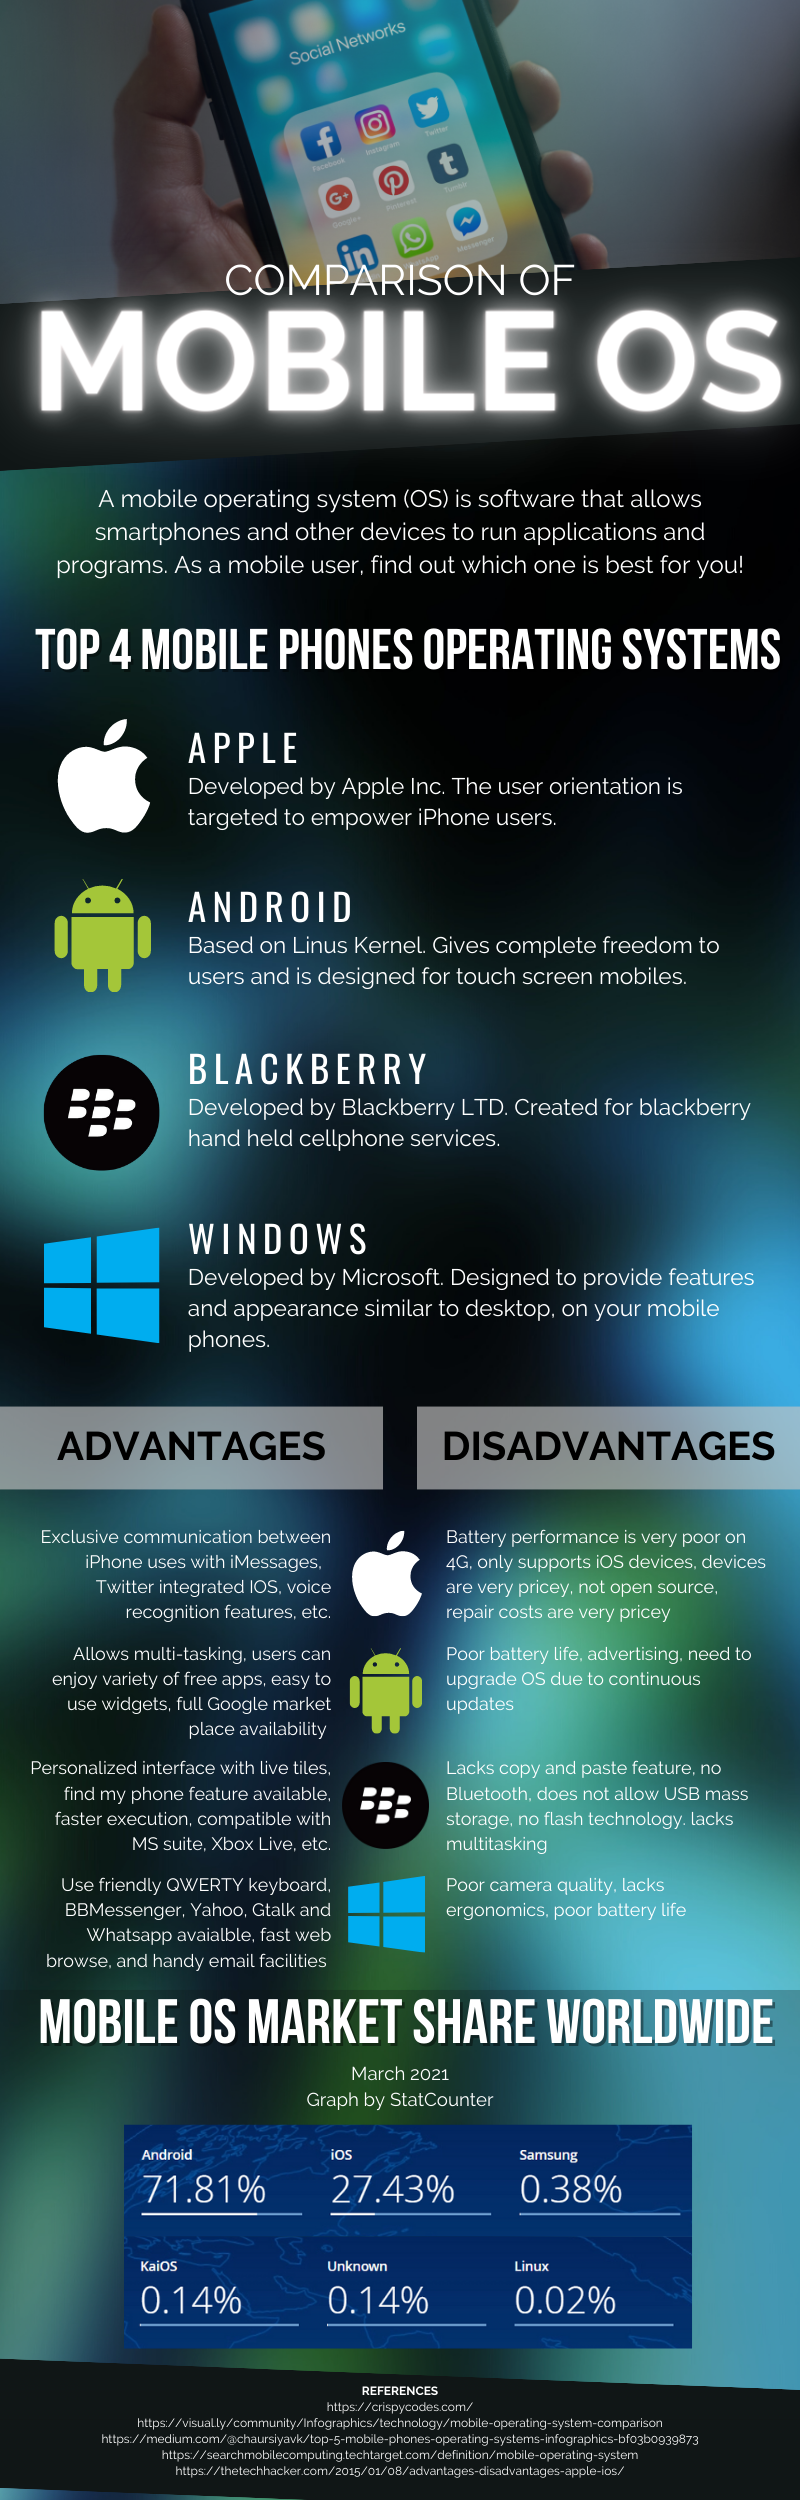 Social Networks
Facebook
Instagram
Twitter
G+
Google+
Pinterest
Tumblr
in
Messenger
COMPARISON OF
MOBILE OS
A mobile operating system (OS) is software that allows
smartphones and other devices to run applications and
programs. As a mobile user, find out which one is best for you!
TOP 4 MOBILE PHONES OPERATING SYSTEMS
APPLE
Developed by Apple Inc. The user orientation is
targeted to empower iPhone users.
ANDROID
Based on Linus Kernel. Gives complete freedom to
users and is designed for touch screen mobiles.
BLACKBERRY
Developed by Blackberry LTD. Created for blackberry
hand held cellphone services.
WINDOWS
Developed by Microsoft. Designed to provide features
and appearance similar to desktop, on your mobile
phones.
ADVANTAGES
DISADVANTAGES
Exclusive communication between
iPhone uses with iMessages,
Twitter integrated IOS, voice
recognition features, etc.
Battery performance is very poor on
4G, only supports iOS devices, devices
are very pricey, not open source,
repair costs are very pricey
Allows multi-tasking, users can
enjoy variety of free apps, easy to
use widgets, full Google market
place availability
Poor battery life, advertising, need to
upgrade OS due to continuous
updates
Personalized interface with live tiles,
find my phone feature available,
faster execution, compatible with
MS suite, Xbox Live, etc.
Lacks copy and paste feature, no
Bluetooth, does not allow USB mass
storage, no flash technology. lacks
multitasking
Use friendly QWERTY keyboard,
BBMessenger, Yahoo, Gtalk and
Whatsapp avaialble, fast web
browse, and handy email facilities
Poor camera quality, lacks
ergonomics, poor battery life
MOBILE OS MARKET SHARE WORLDWIDE
March 2021
Graph by StatCounter
Android
71.81%
iOS
27.43%
Samsung
0.38%
KaiOS
0.14%
Unknown
0.14%
Linux
0.02%
REFERENCES
https://crispycodes.com/
https://visual.ly/community/Infographics/technology/mobile-operating-system-comparison
https://medium.com/@chaursiyavk/top-5-mobile-phones-operating-systems-infographics-bf03b0939873
https://searchmobilecomputing.techtarget.com/definition/mobile-operating-system
https://thetechhacker.com/2015/01/08/advantages-disadvantages-apple-ios/